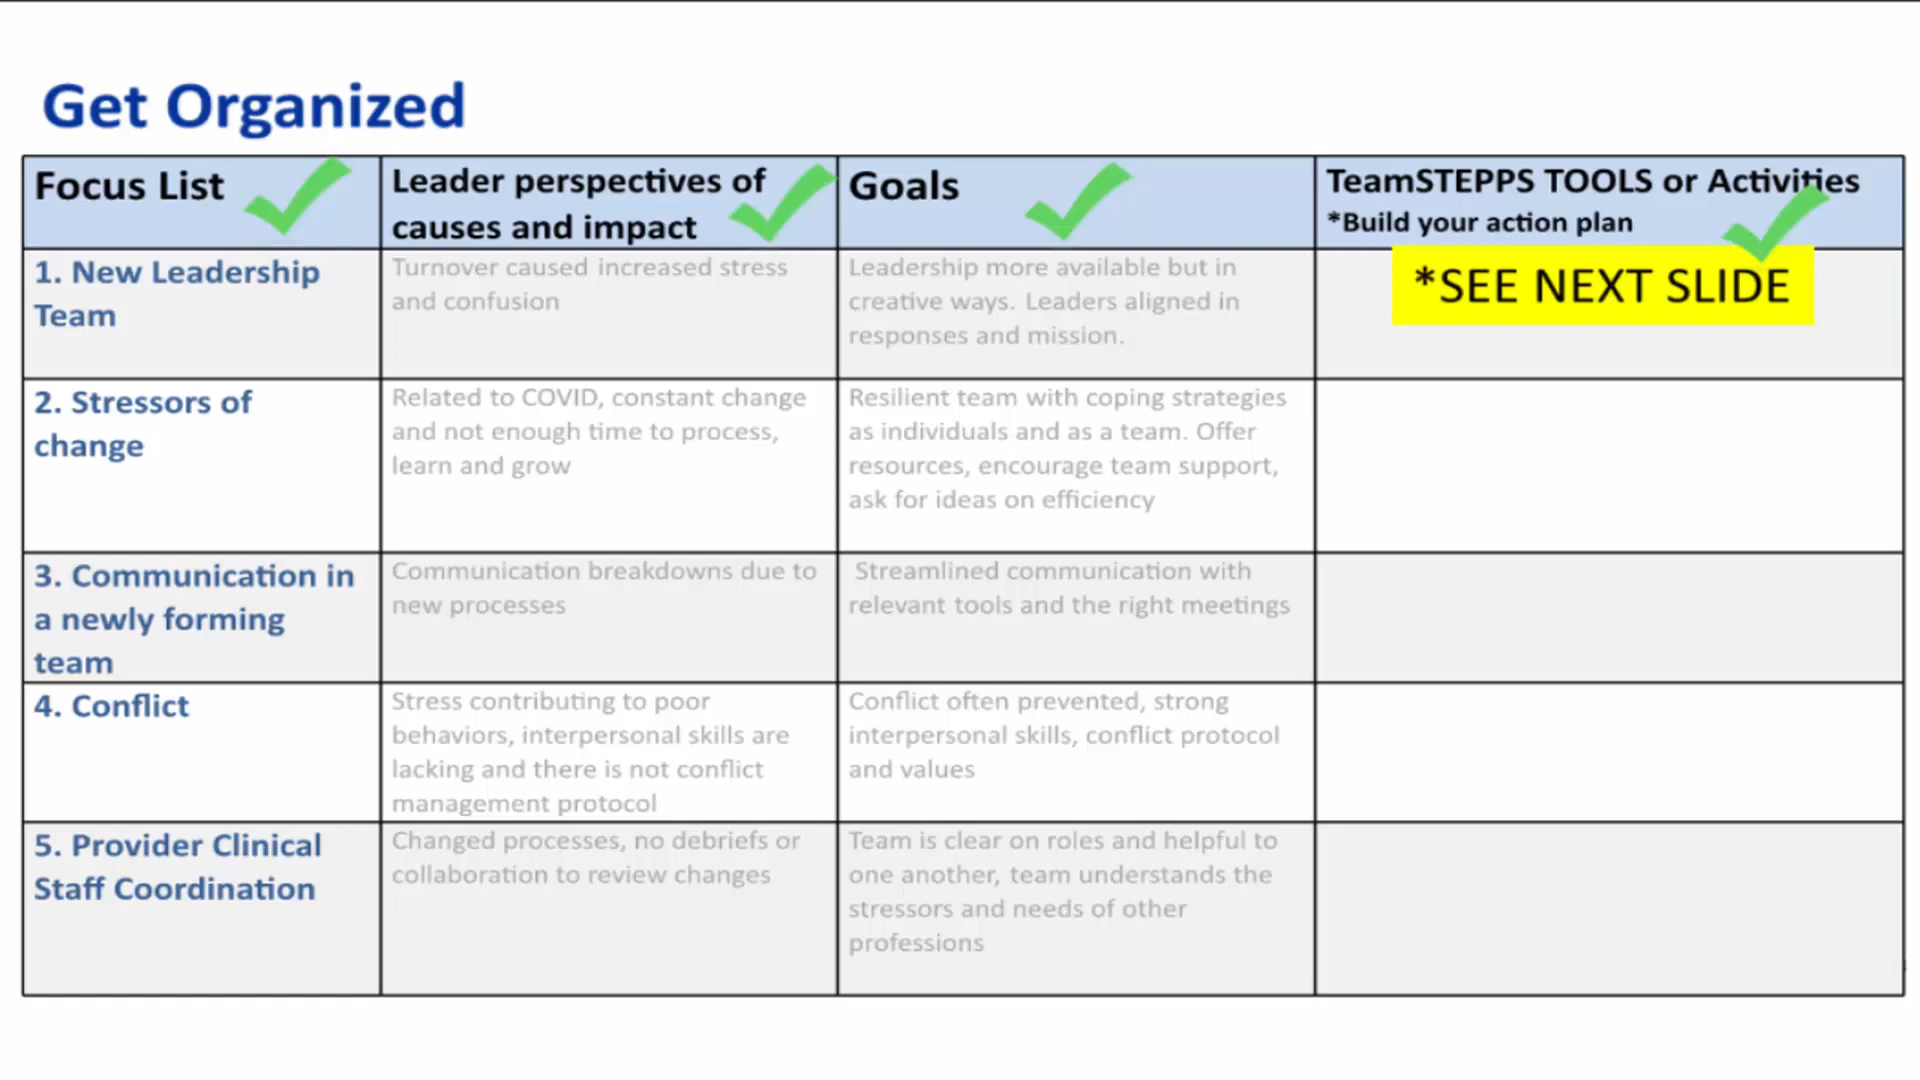 Get Organized
Focus List
Leader perspectives of
causes and impact
Goals
TeamSTEPPS TOOLS or Activities
*Build your action plan
1. New Leadership
Team
Turnover caused increased stress
and confusion
Leadership more available but in
creative ways. Leaders aligned in
responses and mission.
*SEE NEXT SLIDE
2. Stressors of
change
Related to COVID, constant change
and not enough time to process,
learn and grow
Resilient team with coping strategies
as individuals and as a team. Offer
resources, encourage team support,
ask for ideas on efficiency
3. Communication in
a newly forming
team
Communication breakdowns due to
new processes
Streamlined communication with
relevant tools and the right meetings
4. Conflict
Stress contributing to poor
behaviors, interpersonal skills are
lacking and there is not conflict
management protocol
Conflict often prevented, strong
interpersonal skills, conflict protocol
and values
5. Provider Clinical
Staff Coordination
Changed processes, no debriefs or
collaboration to review changes
Team is clear on roles and helpful to
one another, team understands the
stressors and needs of other
professions